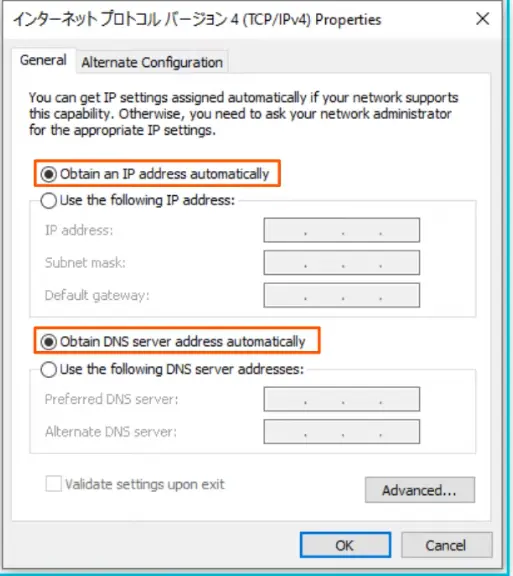 インターネット プロトコル バージョン 4 (TCP/IPv4) Properties
General
Alternate Configuration
You can get IP settings assigned automatically if your network supports
this capability. Otherwise, you need to ask your network administrator
for the appropriate IP settings.
Obtain an IP address automatically
Use the following IP address:
IP address:
Subnet mask:
Default gateway:
Obtain DNS server address automatically
Use the following DNS server addresses:
Preferred DNS server:
Alternate DNS server:
Validate settings upon exit
Advanced...
OK
Cancel